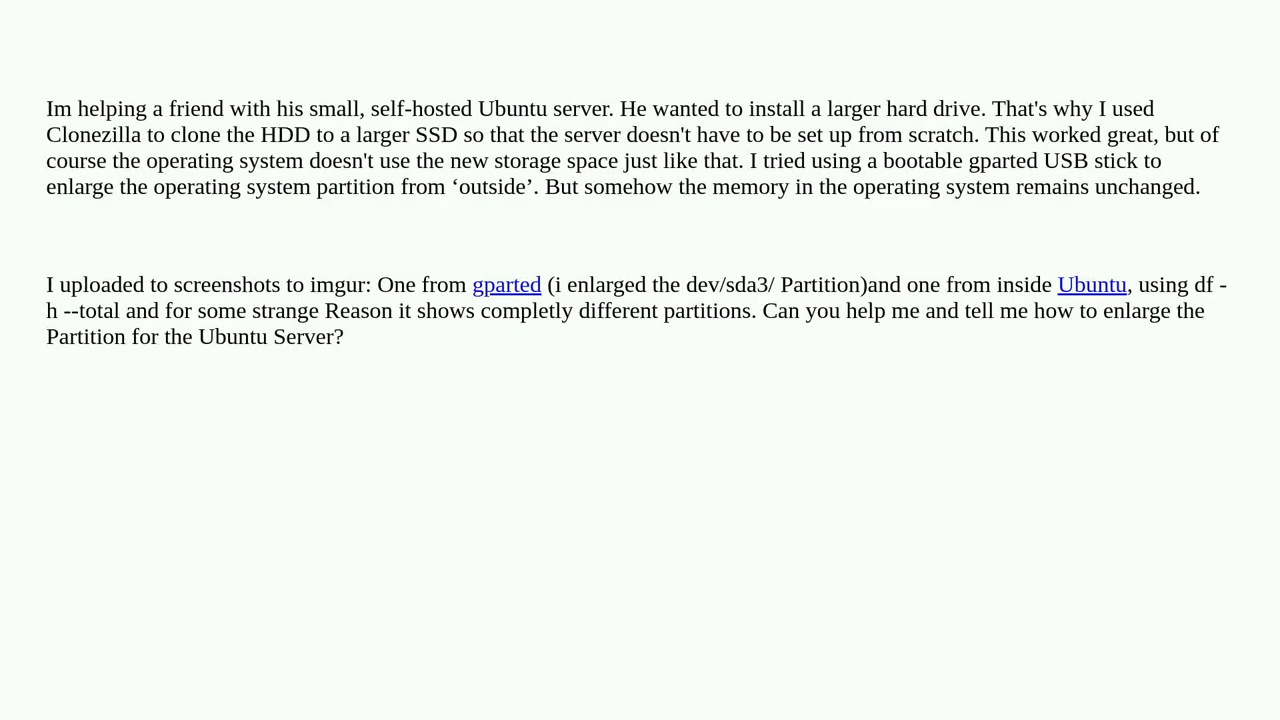 Im helping a friend with his small, self-hosted Ubuntu server. He wanted to install a larger hard drive. That's why I used
Clonezilla to clone the HDD to a larger SSD so that the server doesn't have to be set up from scratch. This worked great, but of
course the operating system doesn't use the new storage space just like that. I tried using a bootable gparted USB stick to
enlarge the operating system partition from ‘outside’. But somehow the memory in the operating system remains unchanged.
I uploaded to screenshots to imgur: One from gparted (i enlarged the dev/sda3/ Partition)and one from inside Ubuntu, using df -
h --total and for some strange Reason it shows completly different partitions. Can you help me and tell me how to enlarge the
Partition for the Ubuntu Server?